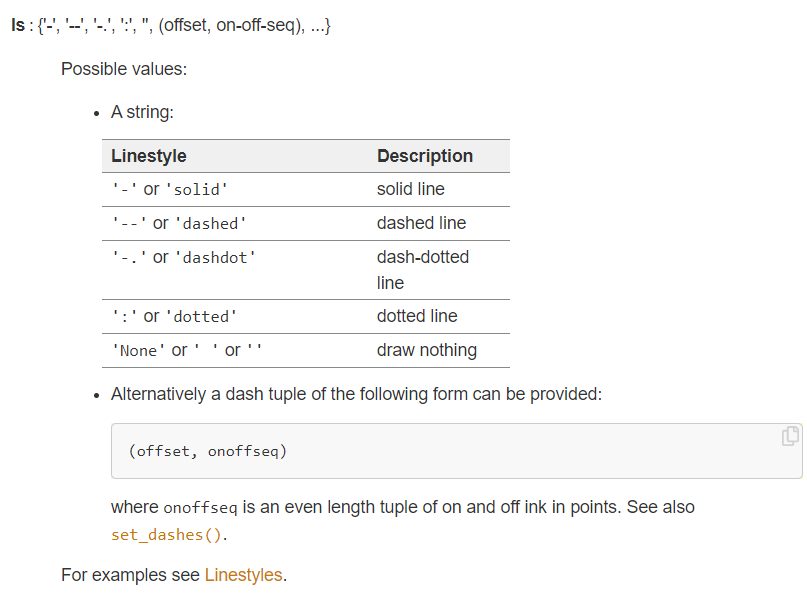 ls : {'-', '--', '-.', ':', '', (offset, on-off-seq), ...}
Possible values:
• A string:
Linestyle Description
'-' or 'solid' solid line
'--' or 'dashed' dashed line
'-.' or 'dashdot' dash-dotted
line
':' or 'dotted' dotted line
'None' or ' ' or '' draw nothing
• Alternatively a dash tuple of the following form can be provided:
(offset, onoffseq)
where onoffseq is an even length tuple of on and off ink in points. See also
set_dashes().
For examples see Linestyles.